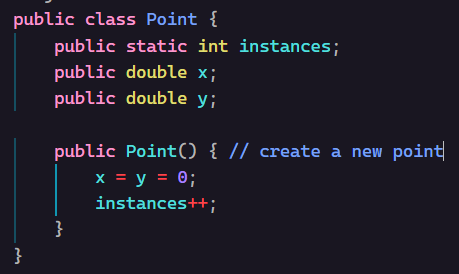 public class Point {
    public static int instances;
    public double x;
    public double y;

    public Point() { // create a new point
        x = y = 0;
        instances++;
    }
}